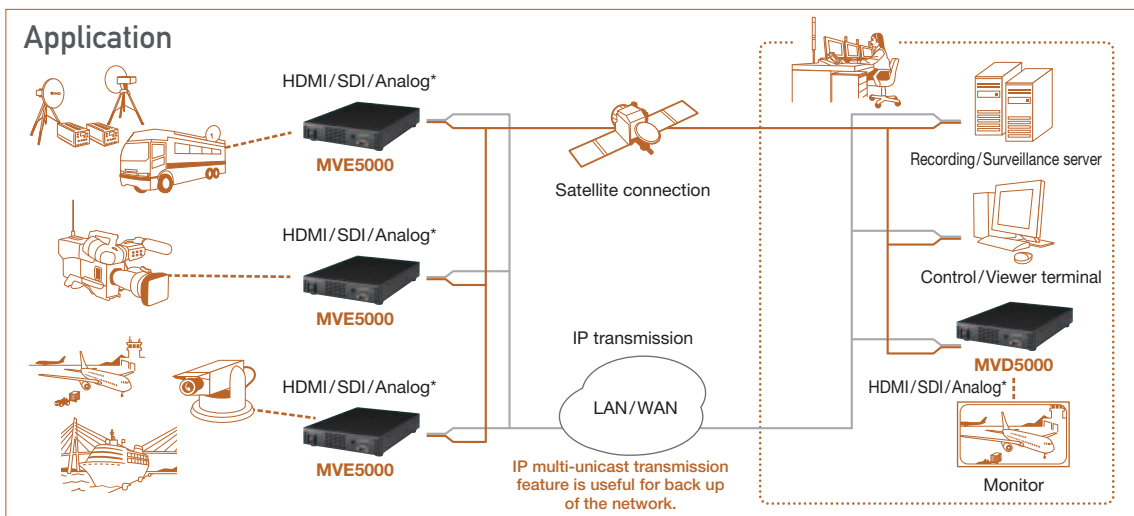 Application
HDMI/SDI/Analog*
MVE5000
HDMI/SDI/Analog*
MVE5000
HDMI/SDI/Analog*
MVE5000
Satellite connection
IP transmission
LAN/WAN
IP multi-unicast transmission
feature is useful for back up
of the network.
Recording/Surveillance server
Control/Viewer terminal
MVD5000
HDMI/SDI/Analog*
Monitor